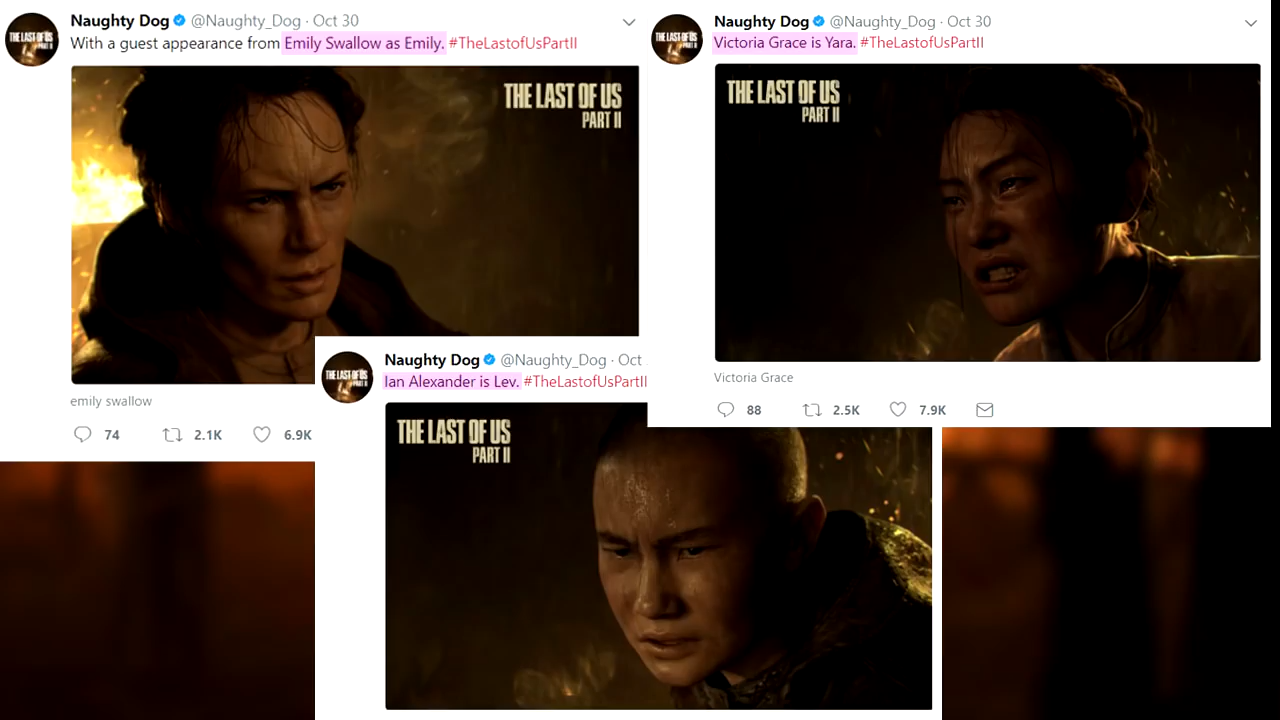 Naughty Dog @Naughty_Dog · Oct 30
With a guest appearance from Emily Swallow as Emily. #TheLastofUsPartII
THE LAST OF US
PART II
emily swallow
74 2.1K 6.9K
Naughty Dog @Naughty_Dog · Oct 30
Victoria Grace is Yara. #TheLastofUsPartII
THE LAST OF US
PART II
Victoria Grace
88 2.5K 7.9K
Naughty Dog @Naughty_Dog · Oct
Ian Alexander is Lev. #TheLastofUsPartII
THE LAST OF US
PART II